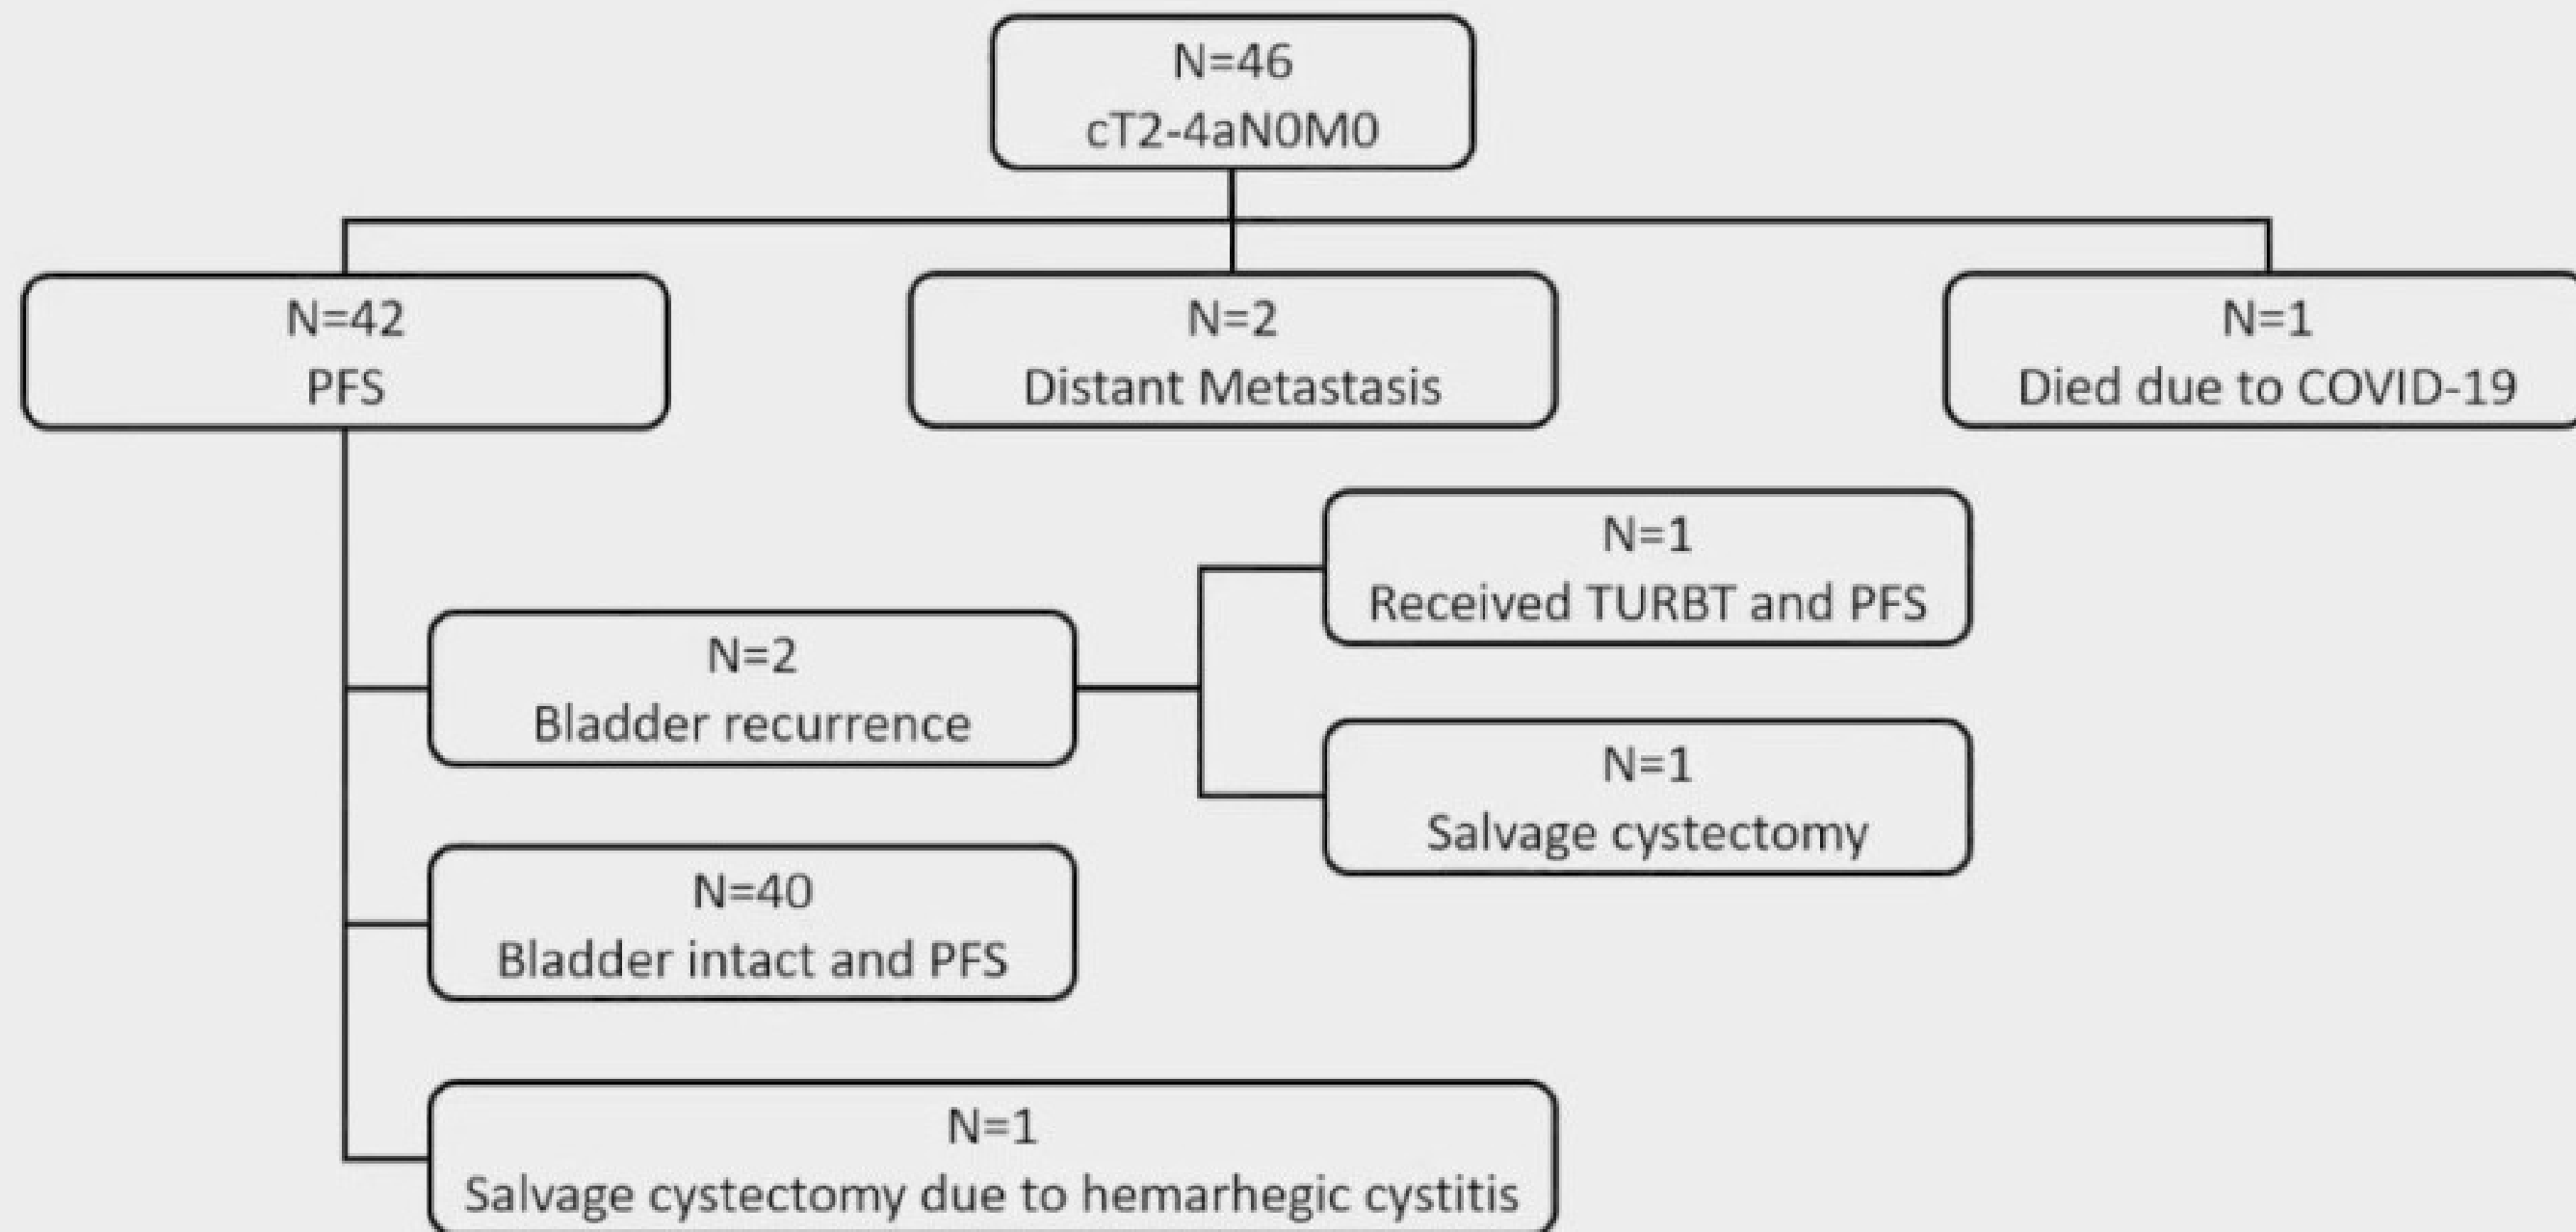 N=46
cT2-4aN0M0
N=42
PFS
N=2
Distant Metastasis
N=1
Died due to COVID-19
N=1
Received TURBT and PFS
N=2
Bladder recurrence
N=1
Salvage cystectomy
N=40
Bladder intact and PFS
N=1
Salvage cystectomy due to hemarhegic cystitis